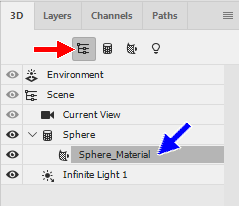 3D Layers Channels Paths
Environment
Scene
Current View
Sphere
Sphere_Material
Infinite Light 1